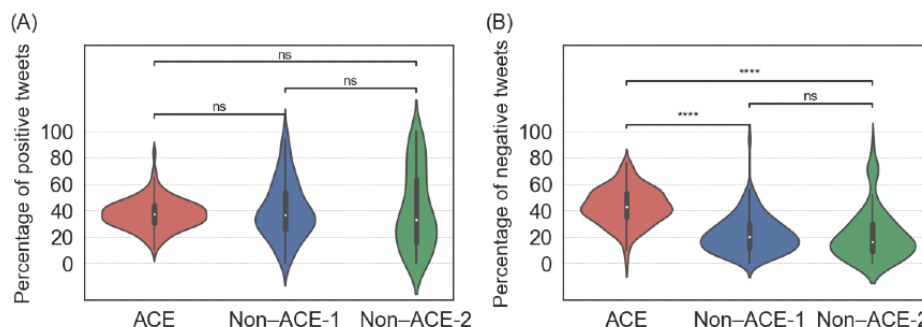 (A)
Percentage of positive tweets
ns
ns
ns
100
80
60
40
20
0
ACE Non–ACE-1 Non–ACE-2
(B)
Percentage of negative tweets
****
ns
****
100
80
60
40
20
0
ACE Non–ACE-1 Non–ACE-2